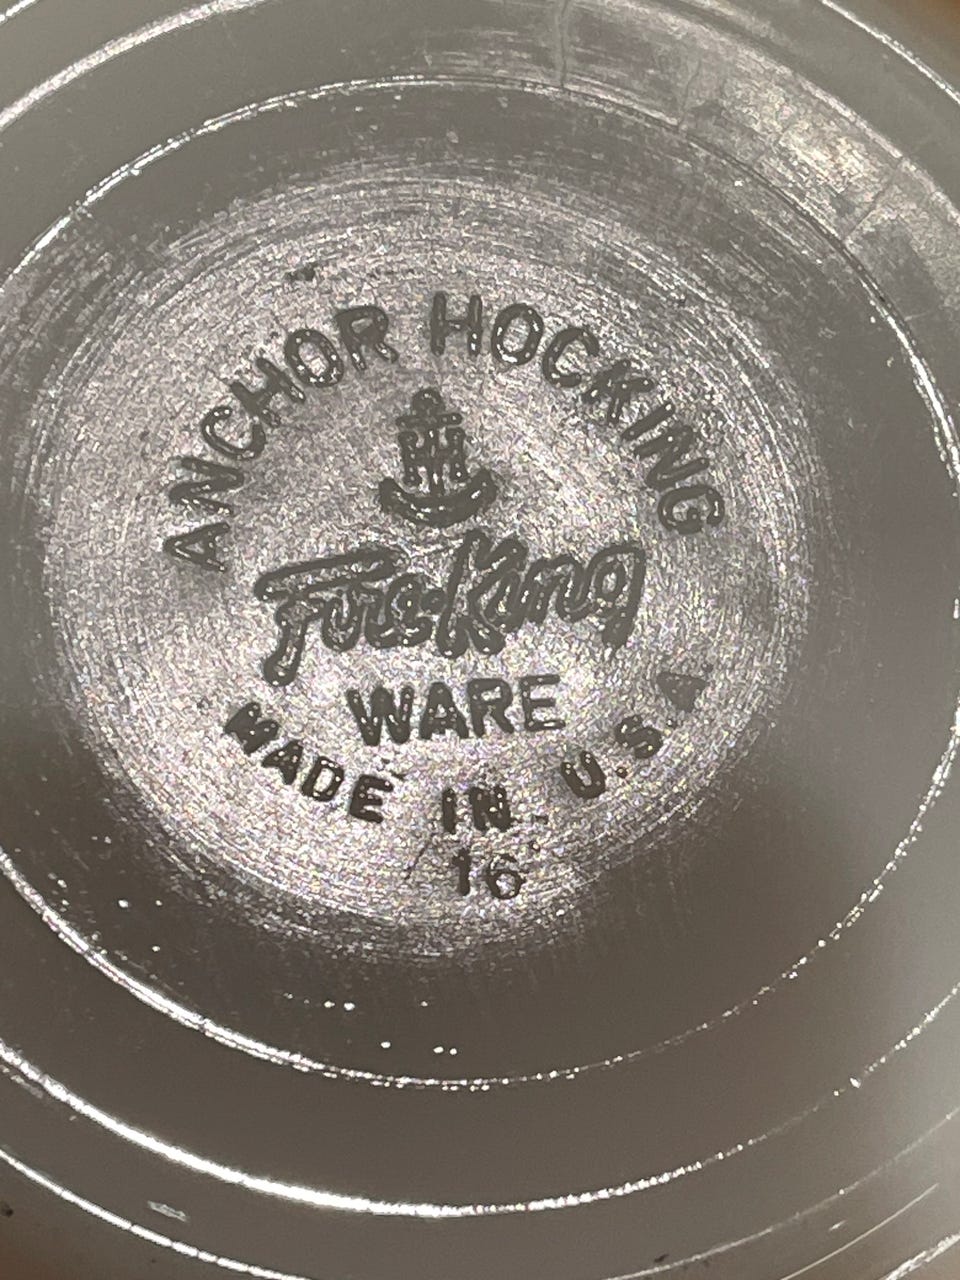 ANCHOR HOCKING
H
Fire-King
WARE
MADE IN U.S.A
16